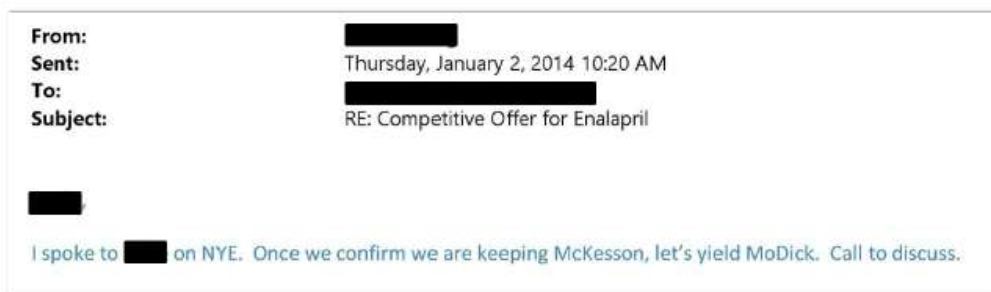 From:
Sent: Thursday, January 2, 2014 10:20 AM
To:
Subject: RE: Competitive Offer for Enalapril
I spoke to on NYE. Once we confirm we are keeping McKesson, let's yield MoDick. Call to discuss.